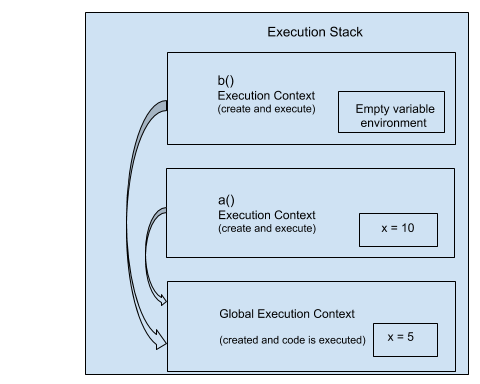 Execution Stack
b()
Execution Context
(create and execute)
Empty variable
environment
a()
Execution Context
(create and execute)
x = 10
Global Execution Context
(created and code is executed)
x = 5